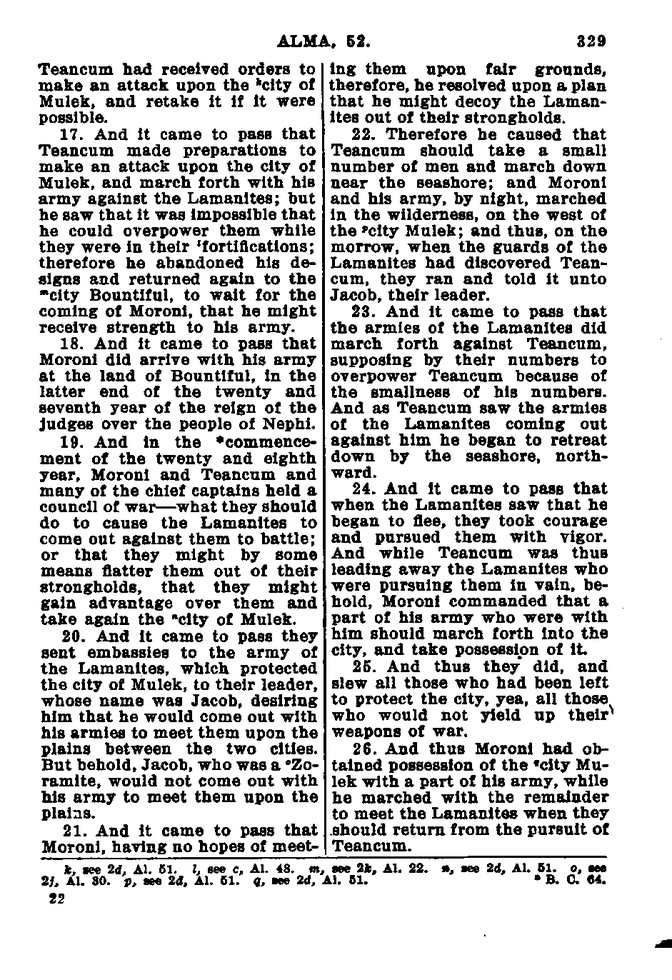 ALMA, 52. 329
Teancum had received orders to
make an attack upon the ᵏcity of
Mulek, and retake it if it were
possible.
17. And it came to pass that
Teancum made preparations to
make an attack upon the city of
Mulek, and march forth with his
army against the Lamanites; but
he saw that it was impossible that
he could overpower them while
they were in their ˡfortifications;
therefore he abandoned his de-
signs and returned again to the
ᵐcity Bountiful, to wait for the
coming of Moroni, that he might
receive strength to his army.
18. And it came to pass that
Moroni did arrive with his army
at the land of Bountiful, in the
latter end of the twenty and
seventh year of the reign of the
judges over the people of Nephi.
19. And in the *commence-
ment of the twenty and eighth
year, Moroni and Teancum and
many of the chief captains held a
council of war—what they should
do to cause the Lamanites to
come out against them to battle;
or that they might by some
means flatter them out of their
strongholds, that they might
gain advantage over them and
take again the ⁿcity of Mulek.
20. And it came to pass they
sent embassies to the army of
the Lamanites, which protected
the city of Mulek, to their leader,
whose name was Jacob, desiring
him that he would come out with
his armies to meet them upon the
plains between the two cities.
But behold, Jacob, who was a ᵒZo-
ramite, would not come out with
his army to meet them upon the
plains.
21. And it came to pass that
Moroni, having no hopes of meet-
ing them upon fair grounds,
therefore, he resolved upon a plan
that he might decoy the Laman-
ites out of their strongholds.
22. Therefore he caused that
Teancum should take a small
number of men and march down
near the seashore; and Moroni
and his army, by night, marched
in the wilderness, on the west of
the ᵖcity Mulek; and thus, on the
morrow, when the guards of the
Lamanites had discovered Tean-
cum, they ran and told it unto
Jacob, their leader.
23. And it came to pass that
the armies of the Lamanites did
march forth against Teancum,
supposing by their numbers to
overpower Teancum because of
the smallness of his numbers.
And as Teancum saw the armies
of the Lamanites coming out
against him he began to retreat
down by the seashore, north-
ward.
24. And it came to pass that
when the Lamanites saw that he
began to flee, they took courage
and pursued them with vigor.
And while Teancum was thus
leading away the Lamanites who
were pursuing them in vain, be-
hold, Moroni commanded that a
part of his army who were with
him should march forth into the
city, and take possession of it.
25. And thus they did, and
slew all those who had been left
to protect the city, yea, all those
who would not yield up their
weapons of war.
26. And thus Moroni had ob-
tained possession of the qcity Mu-
lek with a part of his army, while
he marched with the remainder
to meet the Lamanites when they
should return from the pursuit of
Teancum.
k, see 2d, Al. 51. l, see c, Al. 48. m, see 2k, Al. 22. n, see 2d, Al. 51. o, see
2f, Al. 30. p, see 2d, Al. 51. q, see 2d, Al. 51. * B. C. 64.
22